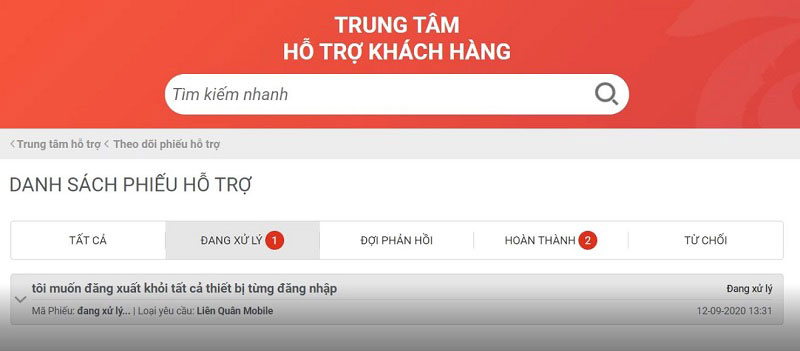 TRUNG TÂM
HỖ TRỢ KHÁCH HÀNG
Tìm kiếm nhanh
Trung tâm hỗ trợ Theo dõi phiếu hỗ trợ
DANH SÁCH PHIẾU HỖ TRỢ
TẤT CẢ ĐANG XỬ LÝ 1 ĐỢI PHẢN HỒI HOÀN THÀNH 2 TỪ CHỐI
tôi muốn đăng xuất khỏi tất cả thiết bị từng đăng nhập Đang xử lý
Mã Phiếu: đang xử lý... | Loại yêu cầu: Liên Quân Mobile 12-09-2020 13:31